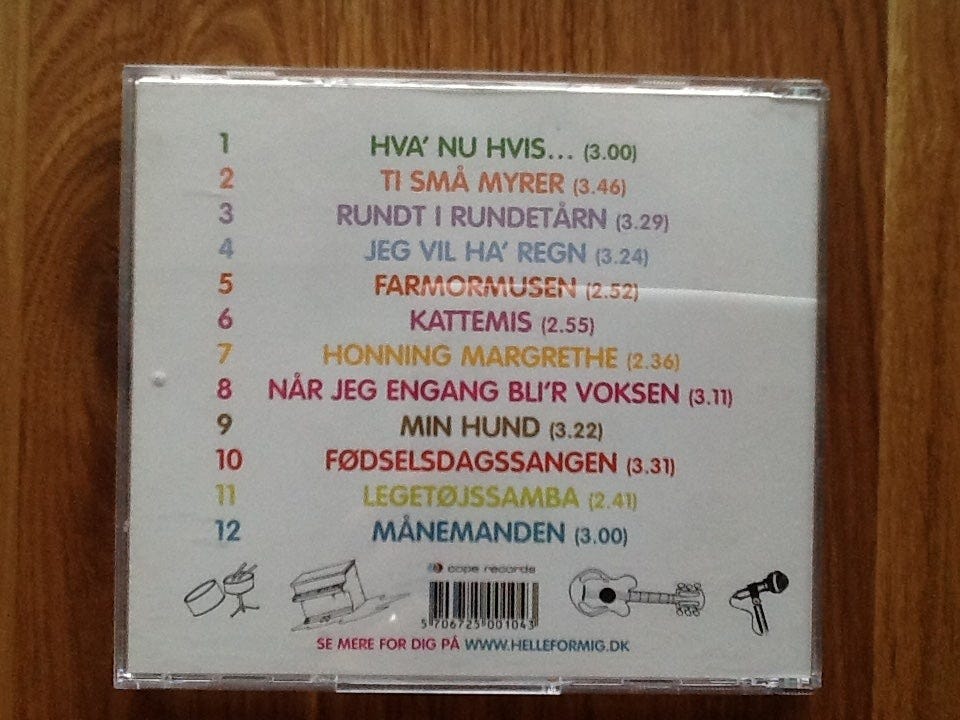 1 HVA' NU HVIS... (3.00)
2 TI SMÅ MYRER (3.46)
3 RUNDT I RUNDETÅRN (3.29)
4 JEG VIL HA' REGN (3.24)
5 FARMORMUSEN (2.52)
6 KATTEMIS (2.55)
7 HONNING MARGRETHE (2.36)
8 NÅR JEG ENGANG BLI'R VOKSEN (3.11)
9 MIN HUND (3.22)
10 FØDSELSDAGSSANGEN (3.31)
11 LEGETØJSSAMBA (2.41)
12 MÅNEMANDEN (3.00)
cope records
5 706725 001043
SE MERE FOR DIG PÅ WWW.HELLEFORMIG.DK